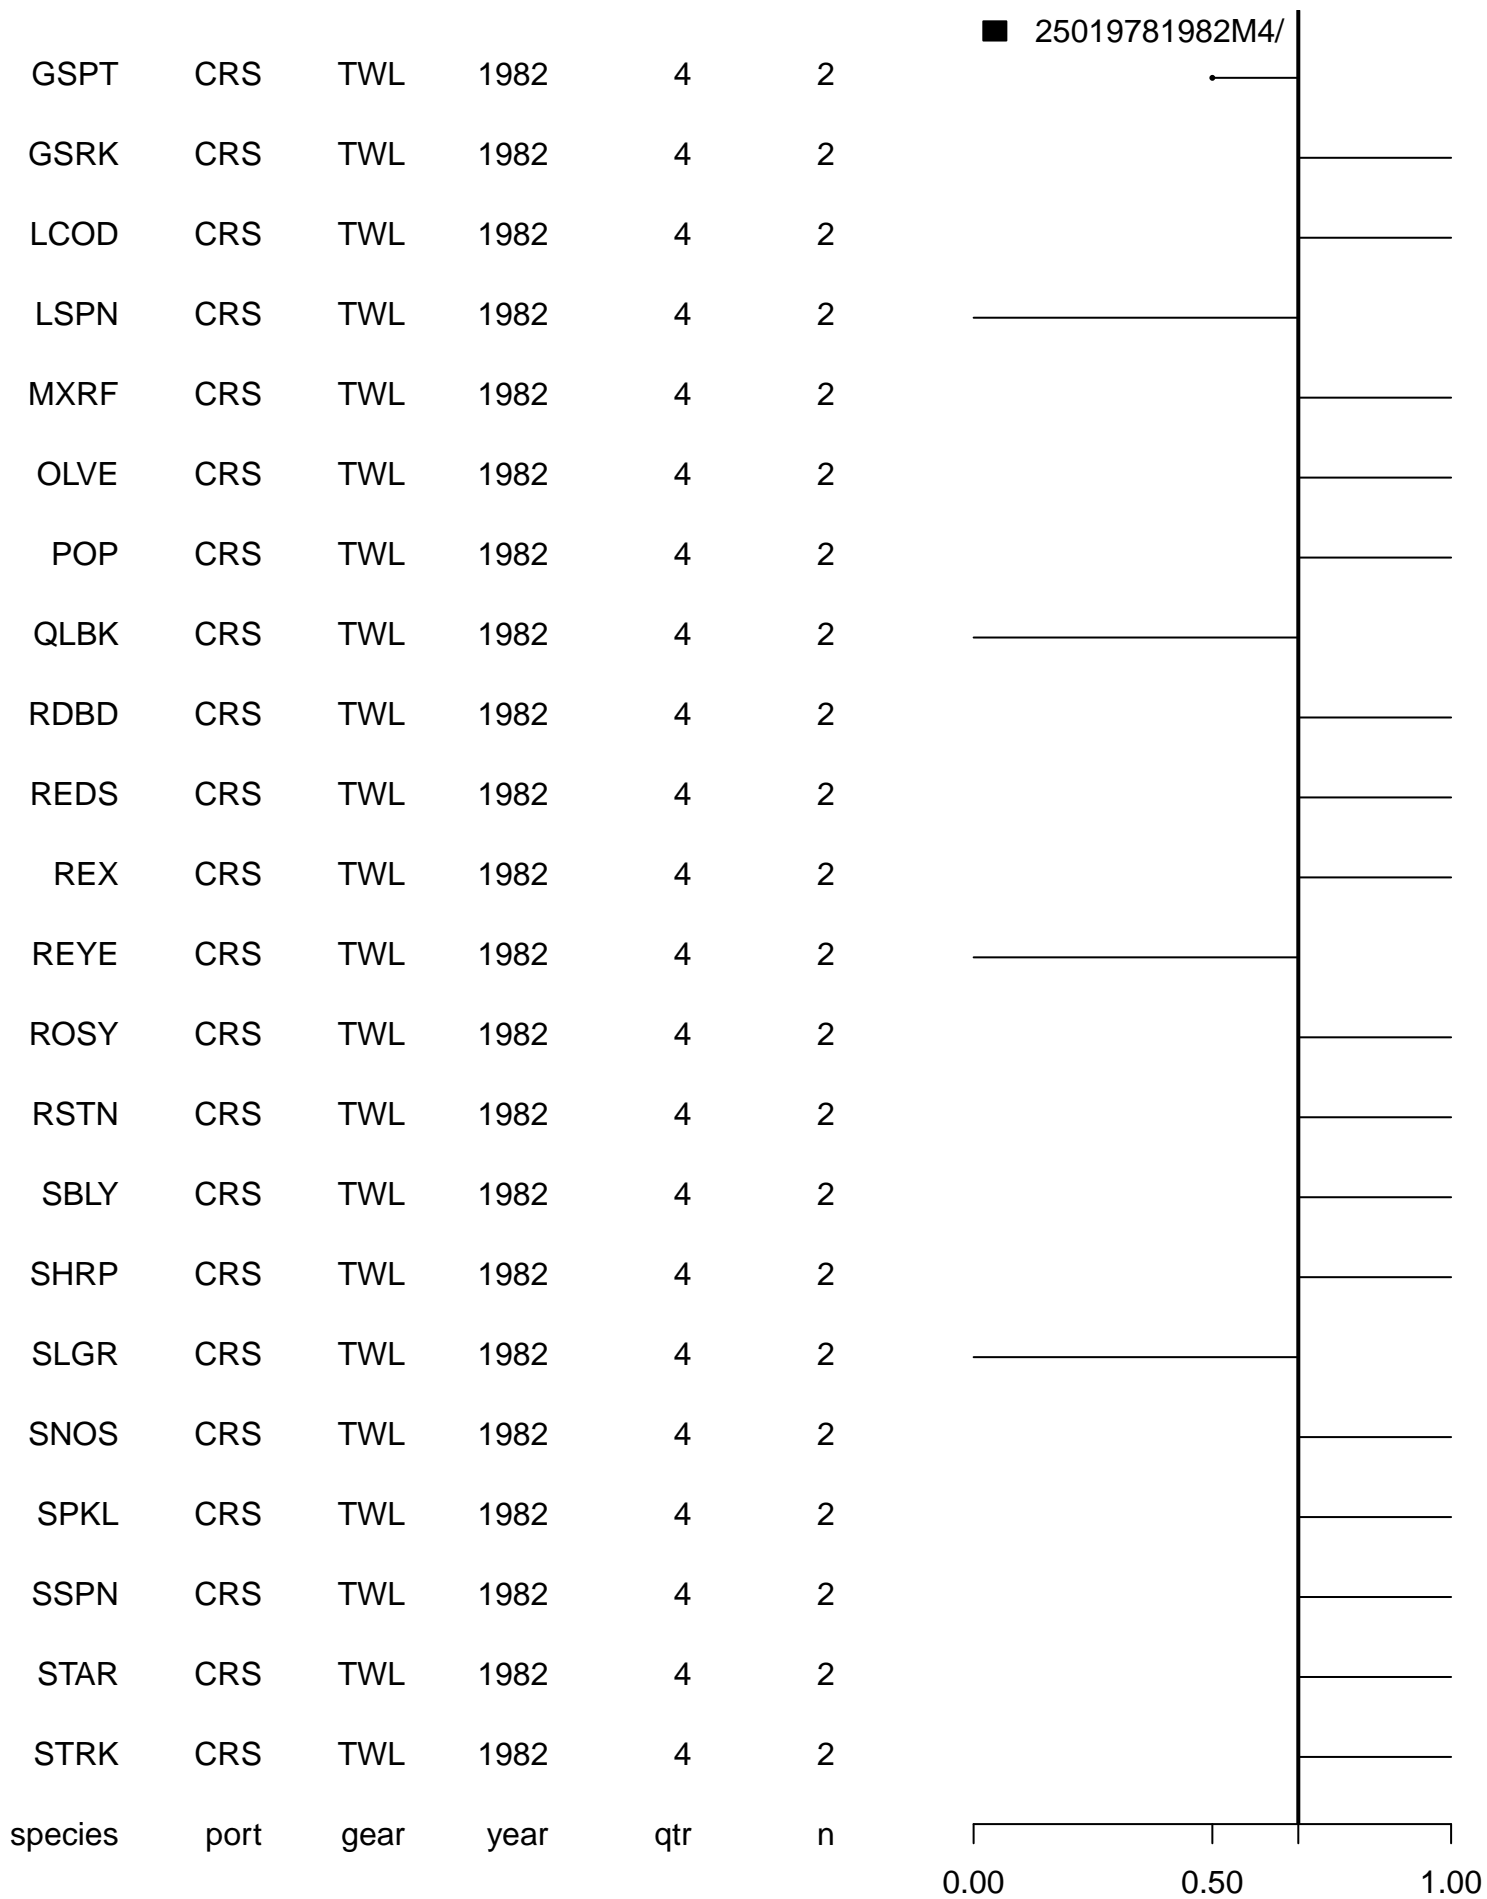 25019781982M4/
GSPT CRS TWL 1982 4 2
GSRK CRS TWL 1982 4 2
LCOD CRS TWL 1982 4 2
LSPN CRS TWL 1982 4 2
MXRF CRS TWL 1982 4 2
OLVE CRS TWL 1982 4 2
POP CRS TWL 1982 4 2
QLBK CRS TWL 1982 4 2
RDBD CRS TWL 1982 4 2
REDS CRS TWL 1982 4 2
REX CRS TWL 1982 4 2
REYE CRS TWL 1982 4 2
ROSY CRS TWL 1982 4 2
RSTN CRS TWL 1982 4 2
SBLY CRS TWL 1982 4 2
SHRP CRS TWL 1982 4 2
SLGR CRS TWL 1982 4 2
SNOS CRS TWL 1982 4 2
SPKL CRS TWL 1982 4 2
SSPN CRS TWL 1982 4 2
STAR CRS TWL 1982 4 2
STRK CRS TWL 1982 4 2
species port gear year qtr n
0.00 0.50 1.00